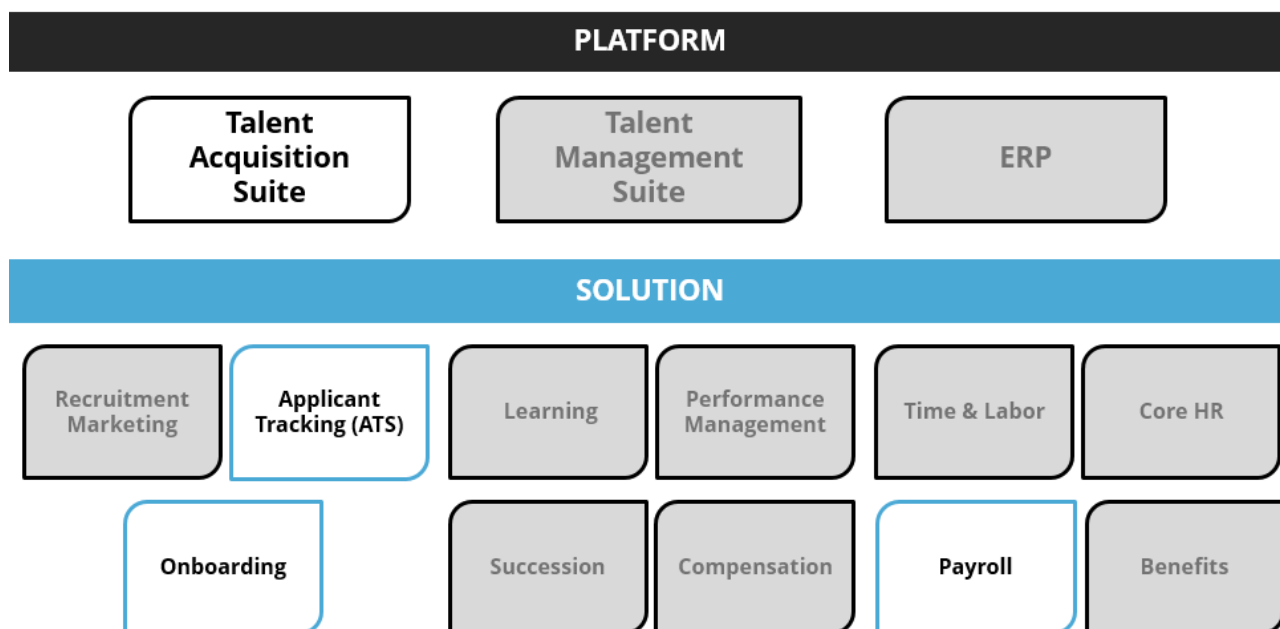 PLATFORM
Talent
Acquisition
Suite
Talent
Management
Suite
ERP
SOLUTION
Recruitment
Marketing
Applicant
Tracking (ATS)
Learning
Performance
Management
Time & Labor
Core HR
Onboarding
Succession
Compensation
Payroll
Benefits